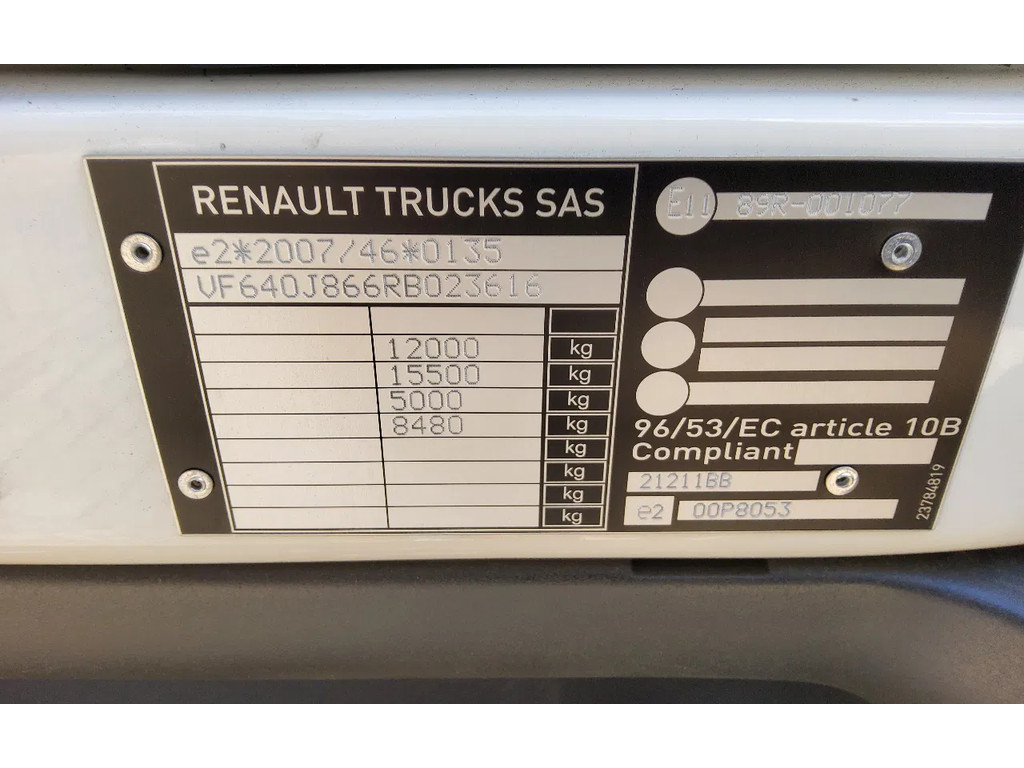 RENAULT TRUCKS SAS
e2*2007/46*0135
VF640J866RB023616
12000 kg
15500 kg
5000 kg
8480 kg
kg
kg
kg
kg
E11 89R-001077
96/53/EC article 10B
Compliant
21211BB
e2 00P8053
23784819